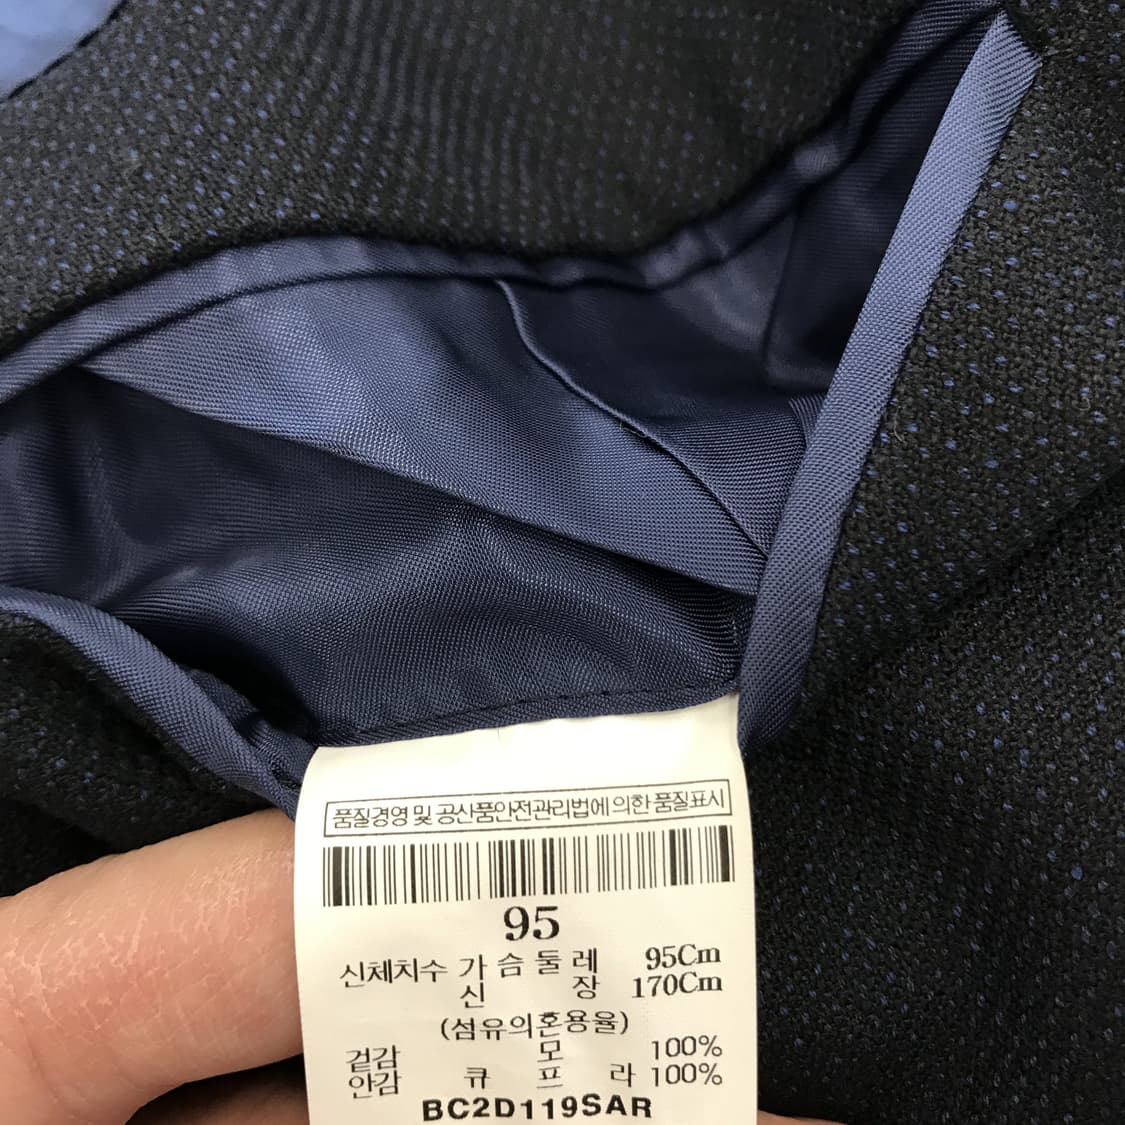 품질경영 및 공산품안전관리법에 의한 품질표시
95
신체치수 가슴둘레 95Cm
신장 170Cm
(섬유의혼용율)
겉감 모 100%
안감 큐프라 100%
BC2D119SAR